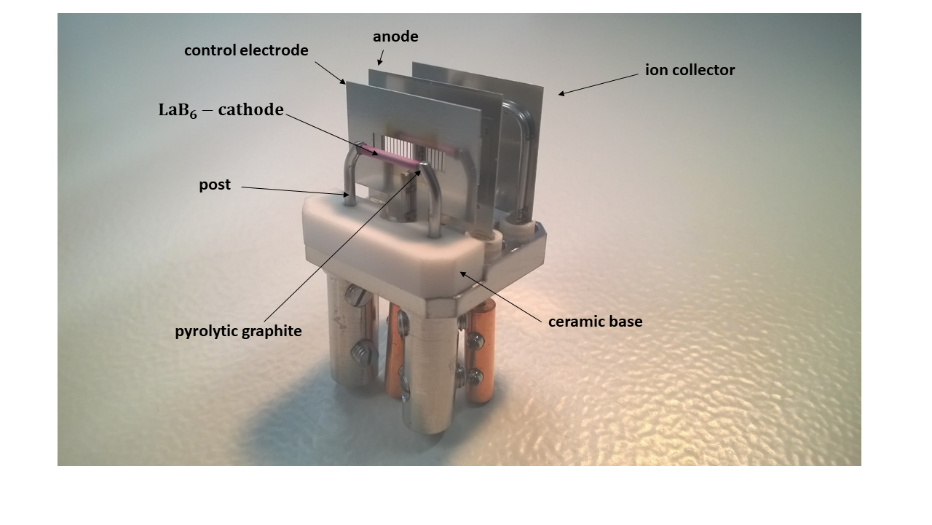 anode
control electrode
ion collector
LaB₆ − cathode
post
pyrolytic graphite
ceramic base